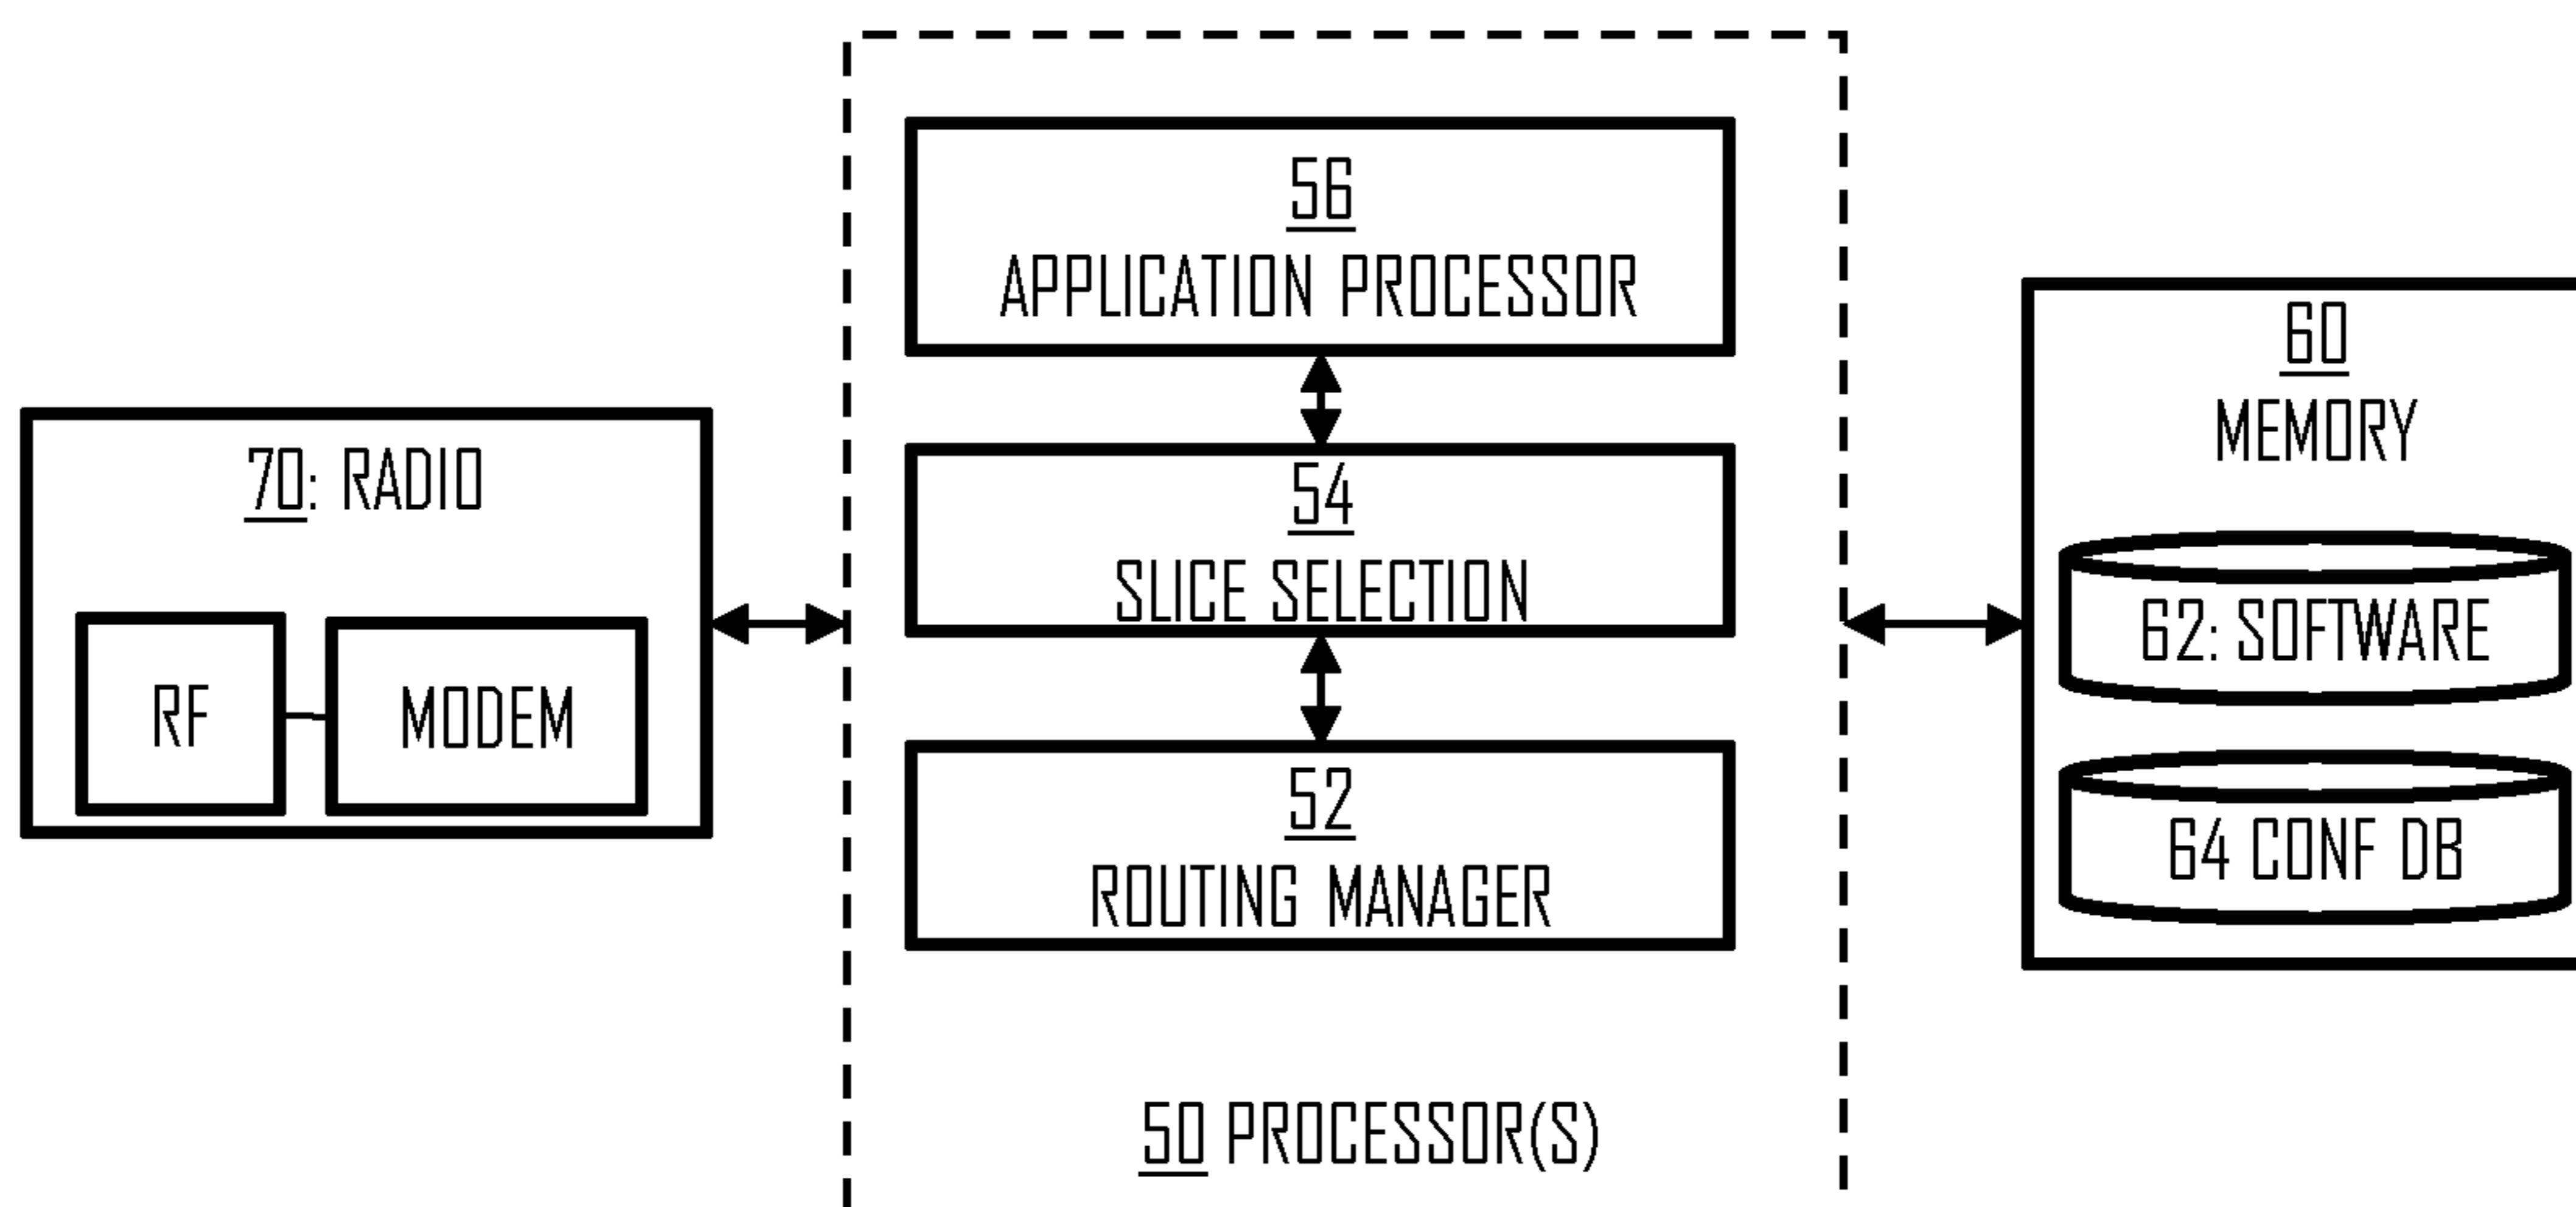 70: RADIO
RF
MODEM
56
APPLICATION PROCESSOR
54
SLICE SELECTION
52
ROUTING MANAGER
50 PROCESSOR(S)
60
MEMORY
62: SOFTWARE
64 CONF DB